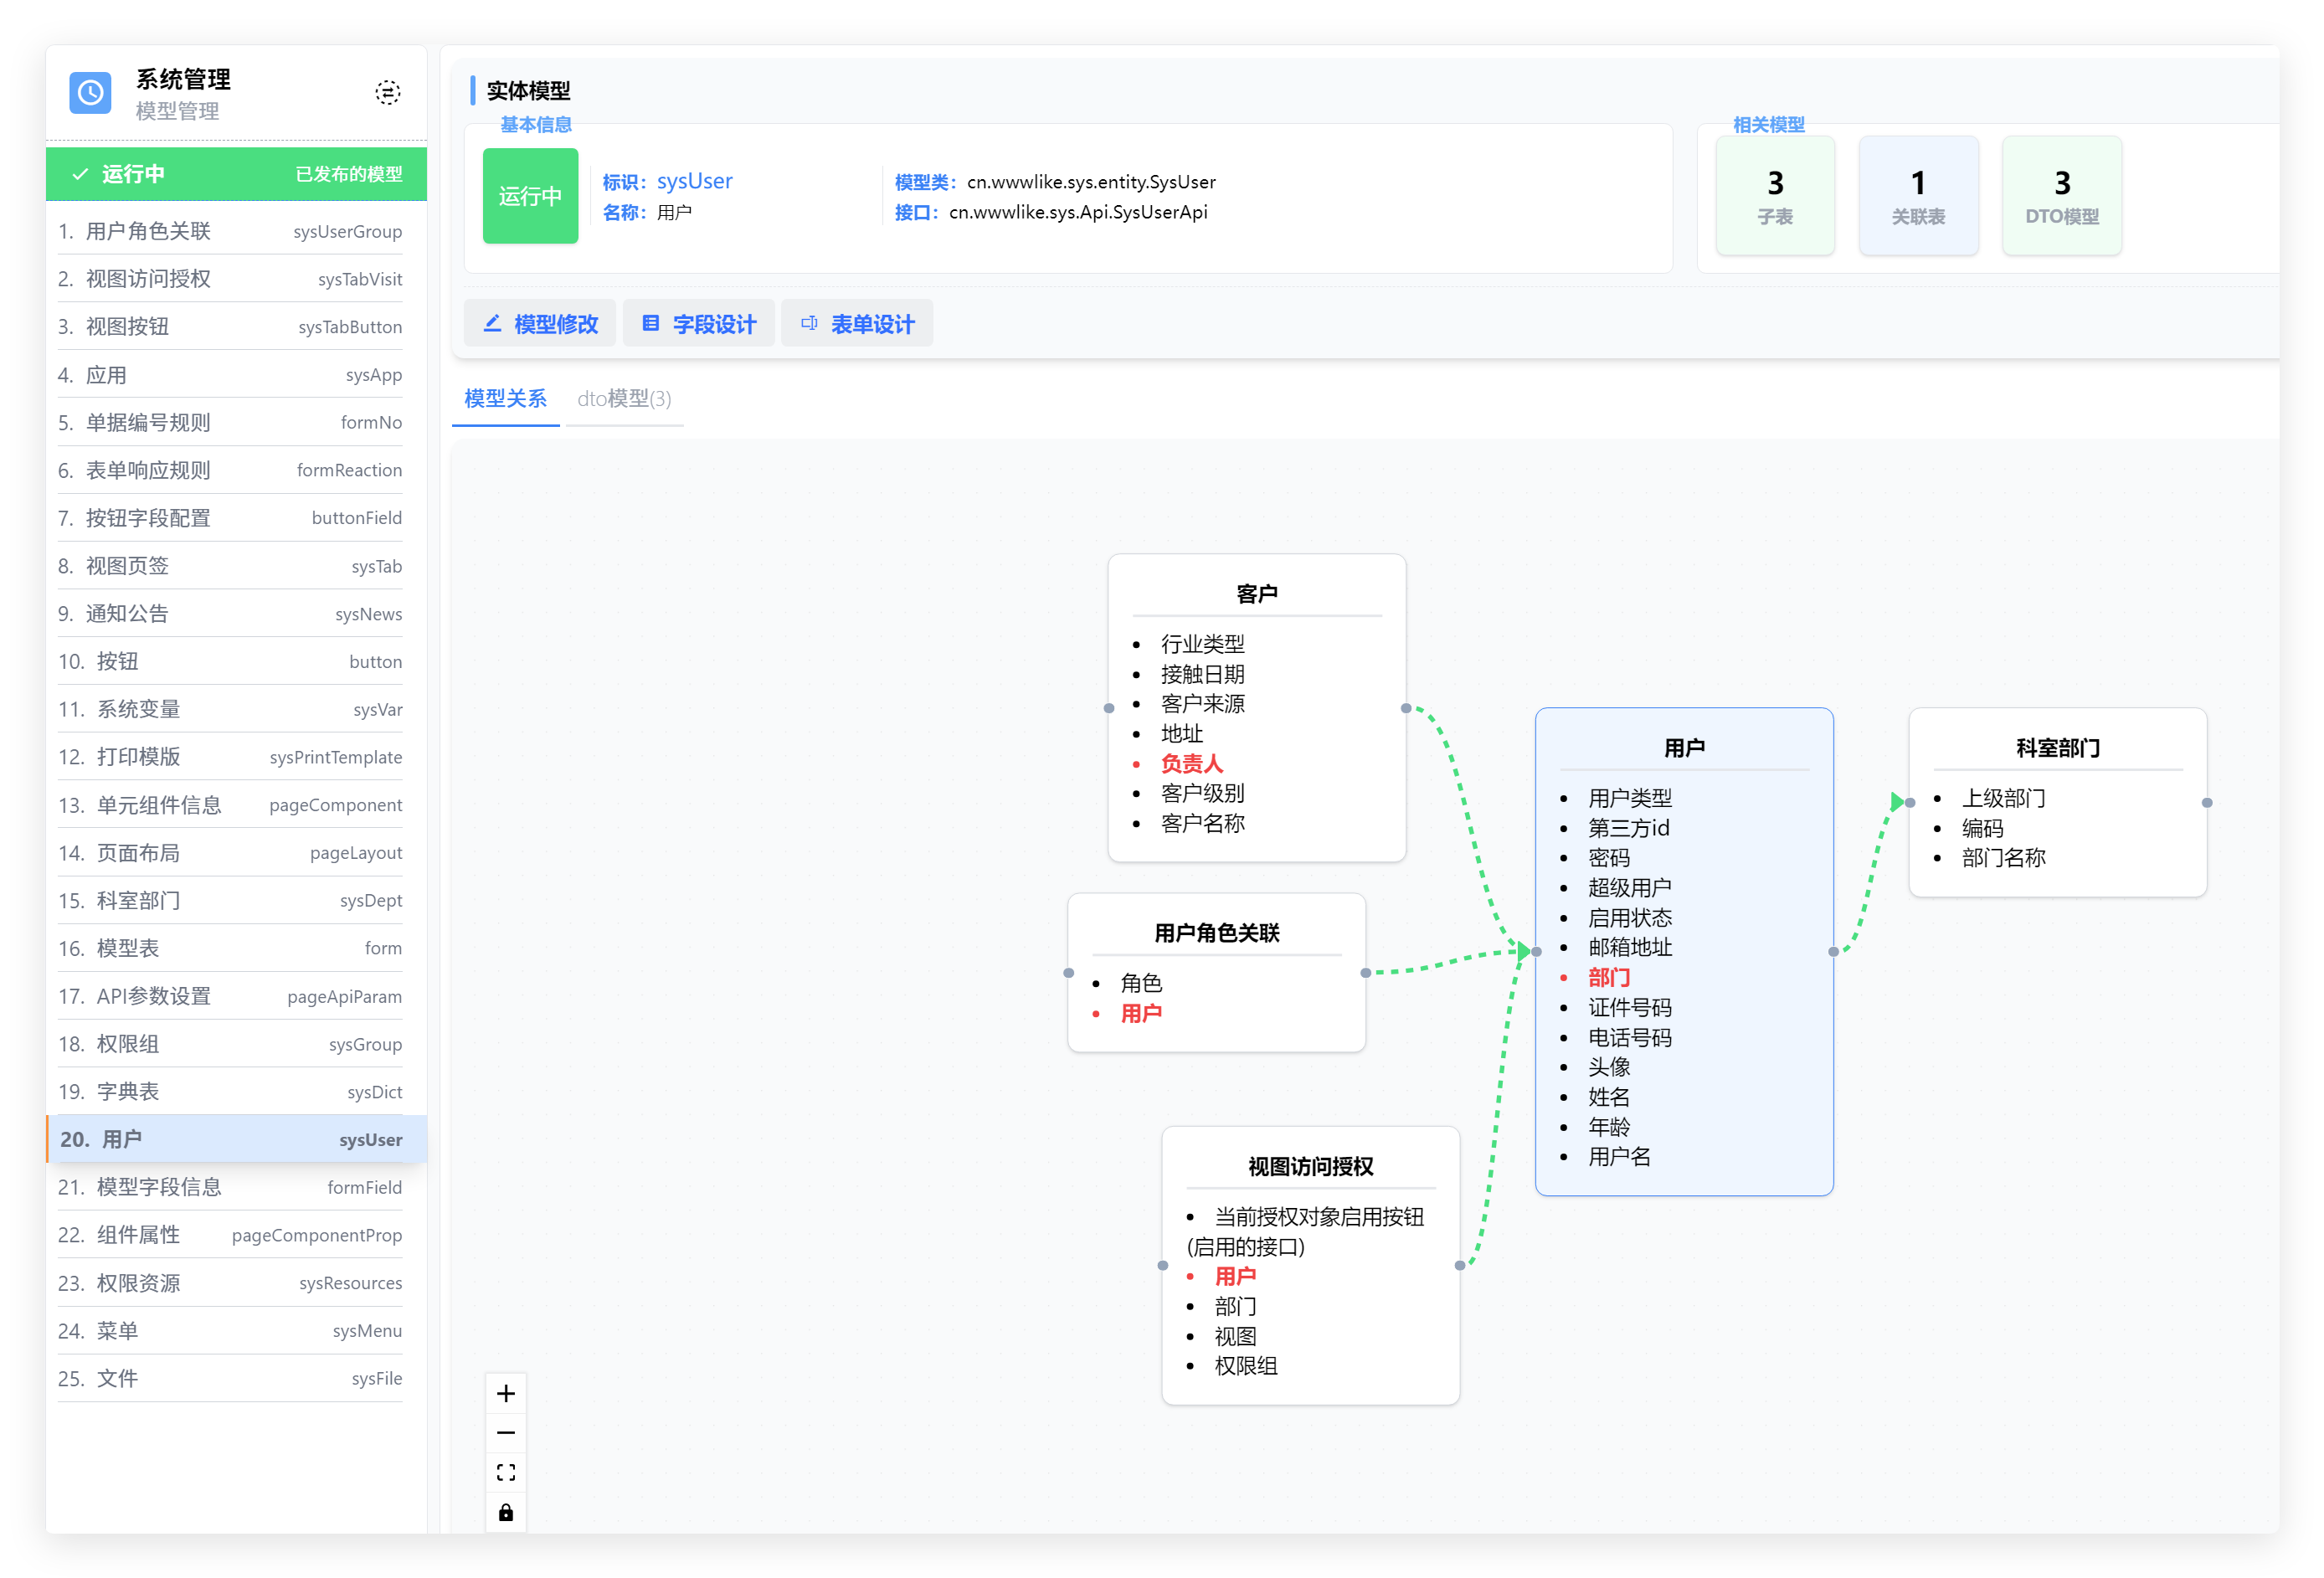 系统管理
模型管理
运行中 已发布的模型
1. 用户角色关联 sysUserGroup
2. 视图访问授权 sysTabVisit
3. 视图按钮 sysTabButton
4. 应用 sysApp
5. 单据编号规则 formNo
6. 表单响应规则 formReaction
7. 按钮字段配置 buttonField
8. 视图页签 sysTab
9. 通知公告 sysNews
10. 按钮 button
11. 系统变量 sysVar
12. 打印模版 sysPrintTemplate
13. 单元组件信息 pageComponent
14. 页面布局 pageLayout
15. 科室部门 sysDept
16. 模型表 form
17. API参数设置 pageApiParam
18. 权限组 sysGroup
19. 字典表 sysDict
20. 用户 sysUser
21. 模型字段信息 formField
22. 组件属性 pageComponentProp
23. 权限资源 sysResources
24. 菜单 sysMenu
25. 文件 sysFile
实体模型
基本信息
运行中
标识：sysUser
名称：用户
模型类：cn.wwwlike.sys.entity.SysUser
接口：cn.wwwlike.sys.Api.SysUserApi
相关模型
3
子表
1
关联表
3
DTO模型
模型修改 字段设计 表单设计
模型关系 dto模型(3)
客户
行业类型
接触日期
客户来源
地址
负责人
客户级别
客户名称
用户角色关联
角色
用户
视图访问授权
当前授权对象启用按钮
(启用的接口)
用户
部门
视图
权限组
用户
用户类型
第三方id
密码
超级用户
启用状态
邮箱地址
部门
证件号码
电话号码
头像
姓名
年龄
用户名
科室部门
上级部门
编码
部门名称